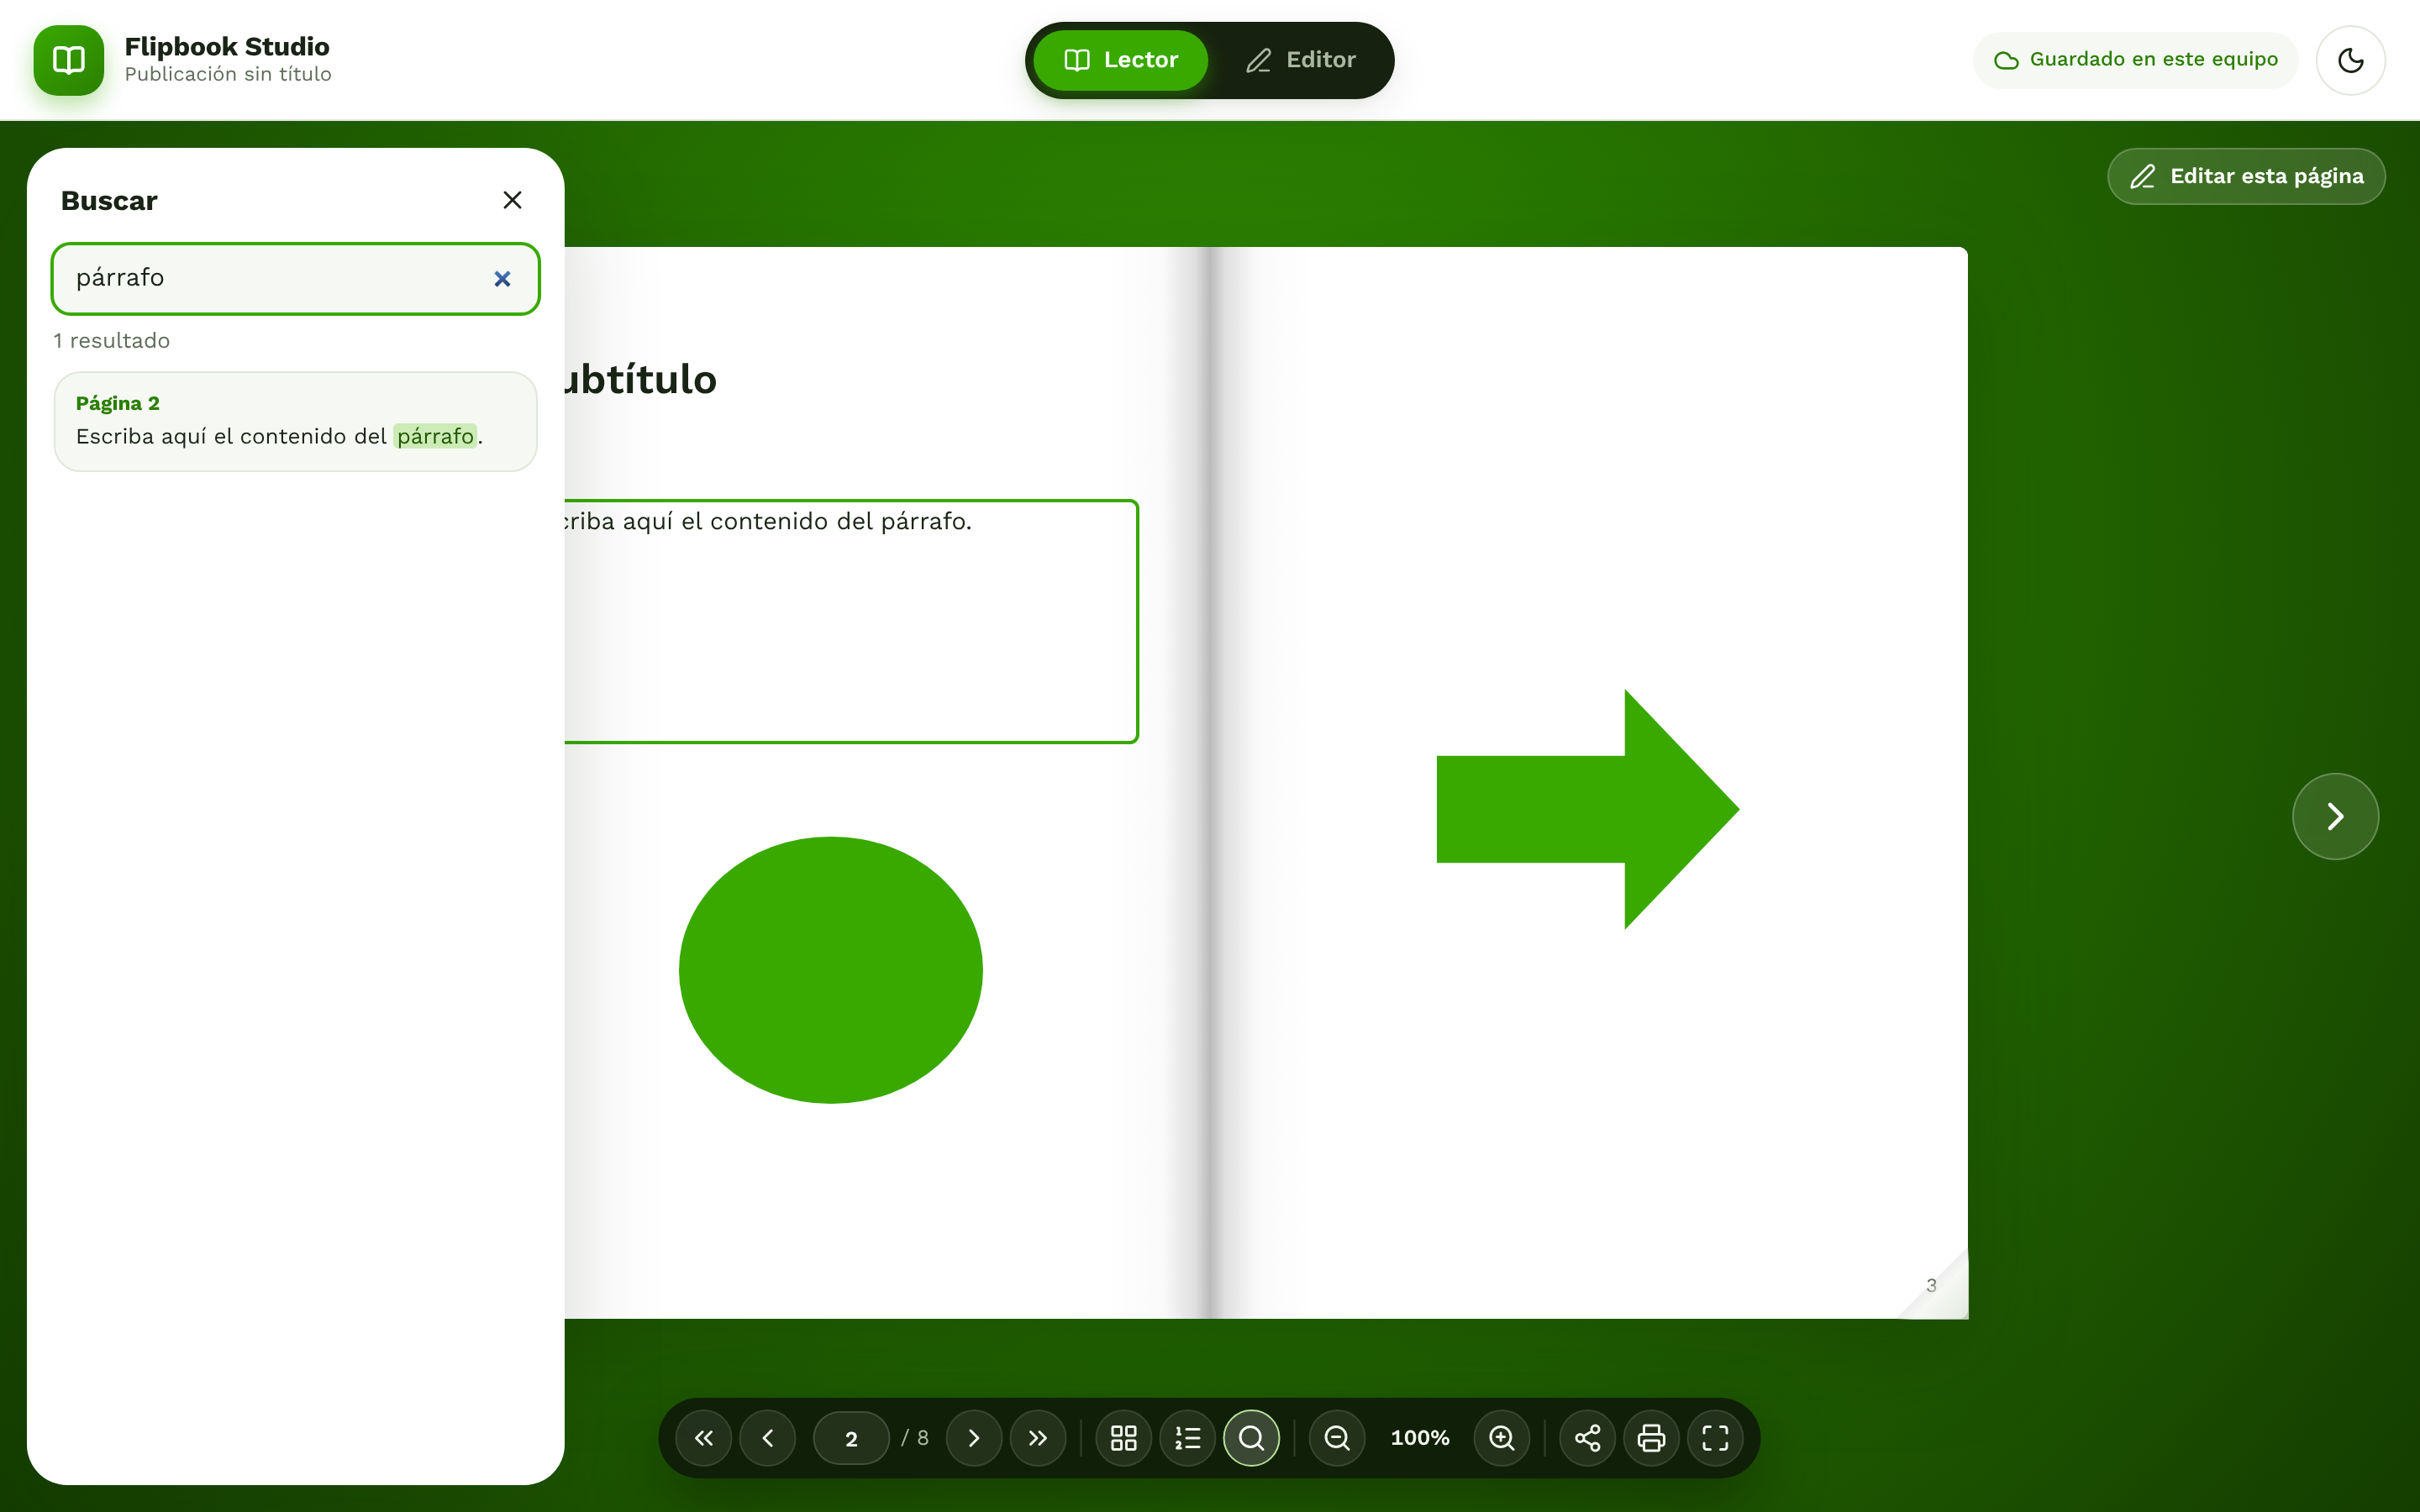 Flipbook Studio
Publicación sin título
Lector
Editor
Guardado en este equipo
Editar esta página
Buscar
párrafo
1 resultado
Página 2
Escriba aquí el contenido del párrafo.
ubtítulo
criba aquí el contenido del párrafo.
3
2 / 8
100%